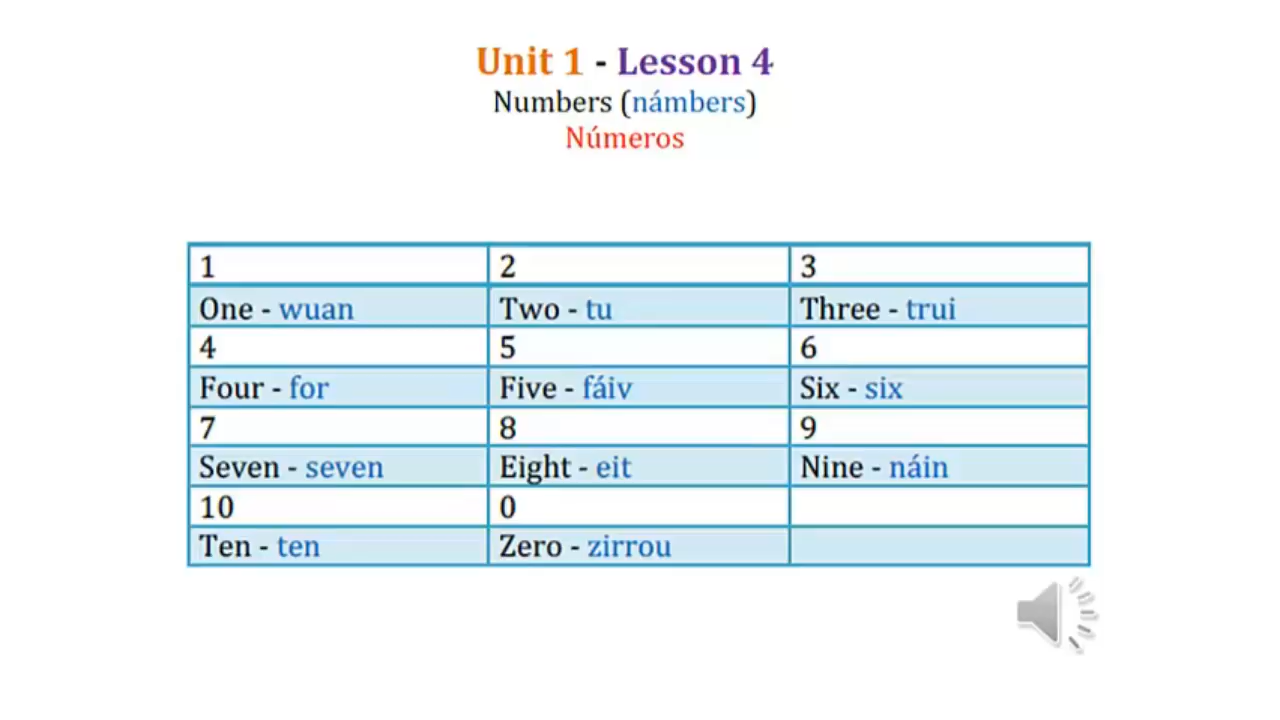 Unit 1 - Lesson 4
Numbers (námbers)
Números
1 2 3
One - wuan Two - tu Three - trui
4 5 6
Four - for Five - fáiv Six - six
7 8 9
Seven - seven Eight - eit Nine - náin
10 0
Ten - ten Zero - zirrou